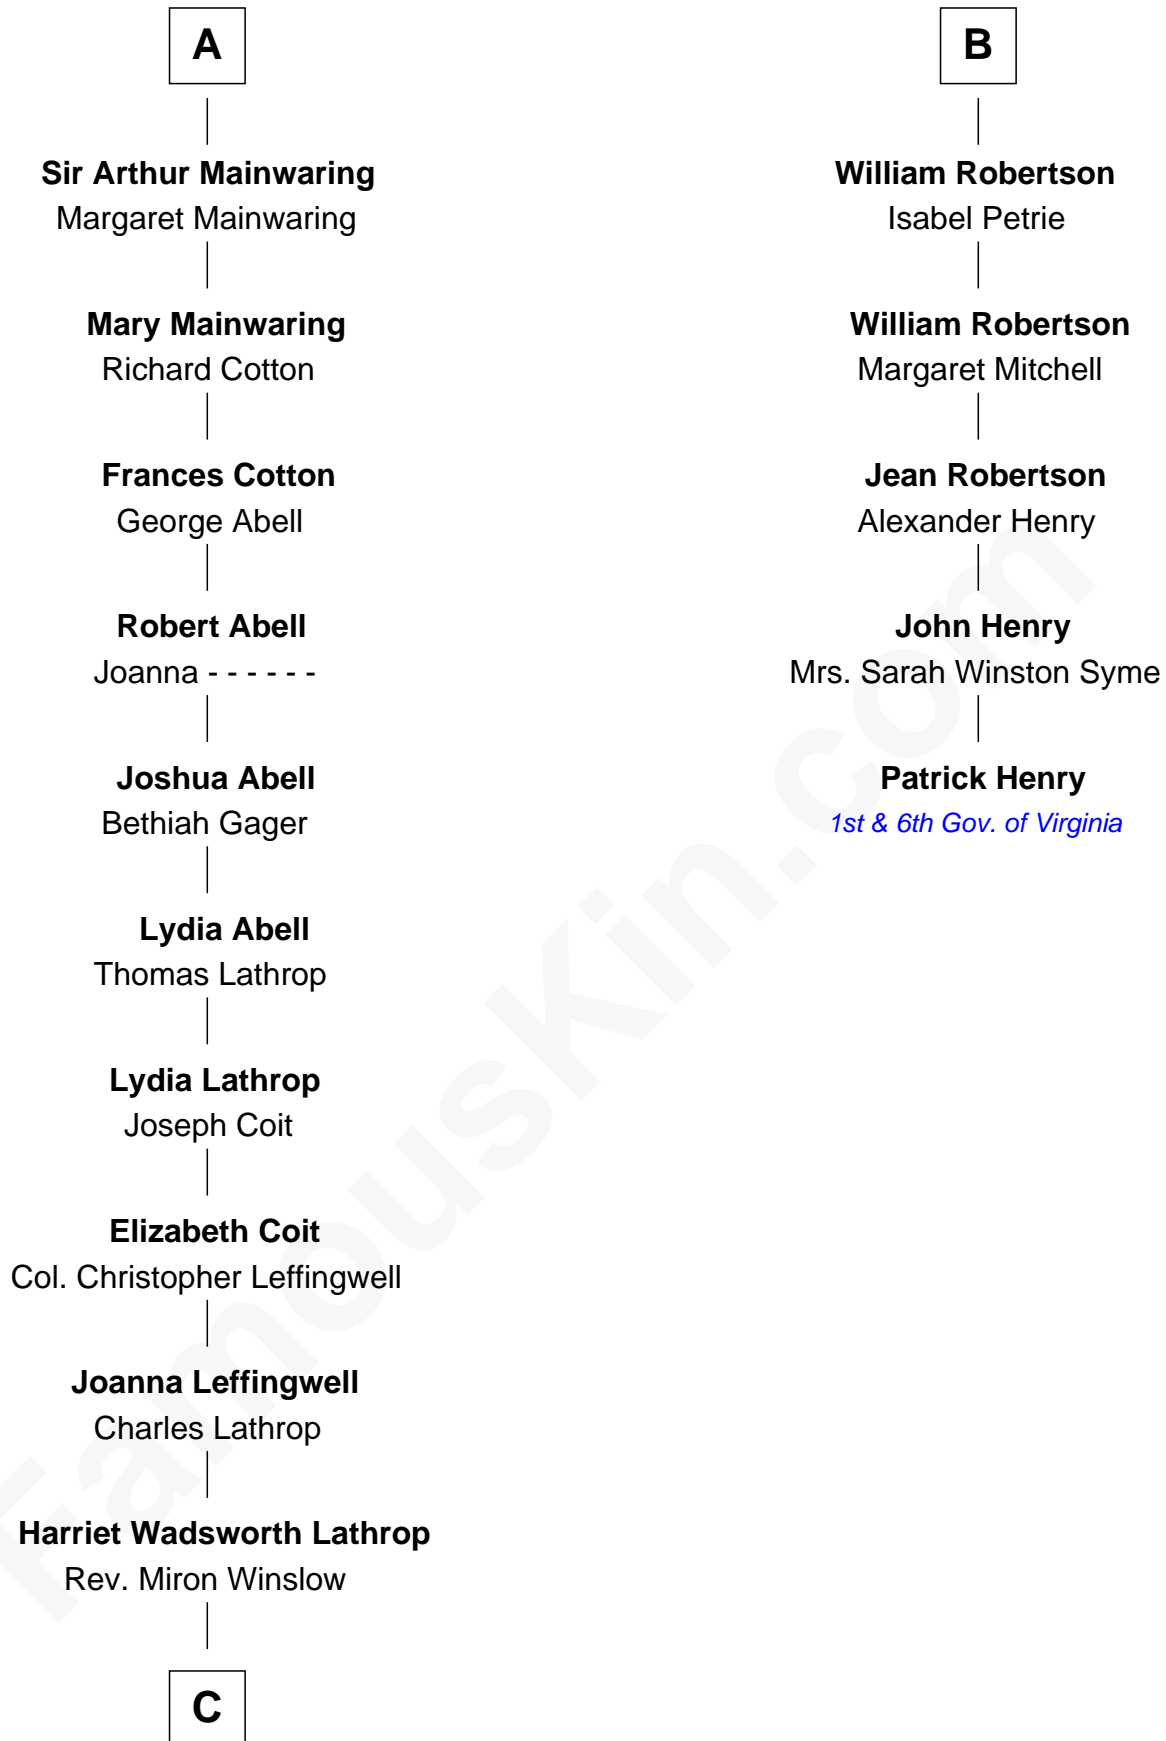 A
Sir Arthur Mainwaring
Margaret Mainwaring
Mary Mainwaring
Richard Cotton
Frances Cotton
George Abell
Robert Abell
Joanna - - - - - -
Joshua Abell
Bethiah Gager
Lydia Abell
Thomas Lathrop
Lydia Lathrop
Joseph Coit
Elizabeth Coit
Col. Christopher Leffingwell
Joanna Leffingwell
Charles Lathrop
Harriet Wadsworth Lathrop
Rev. Miron Winslow
C
B
William Robertson
Isabel Petrie
William Robertson
Margaret Mitchell
Jean Robertson
Alexander Henry
John Henry
Mrs. Sarah Winston Syme
Patrick Henry
1st & 6th Gov. of Virginia
FamousKin.com